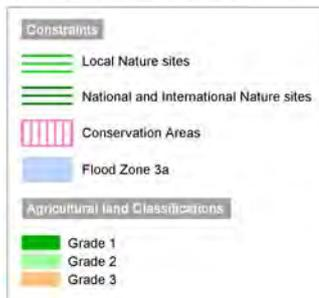 Constraints
Local Nature sites
National and International Nature sites
Conservation Areas
Flood Zone 3a
Agricultural land Classifications
Grade 1
Grade 2
Grade 3